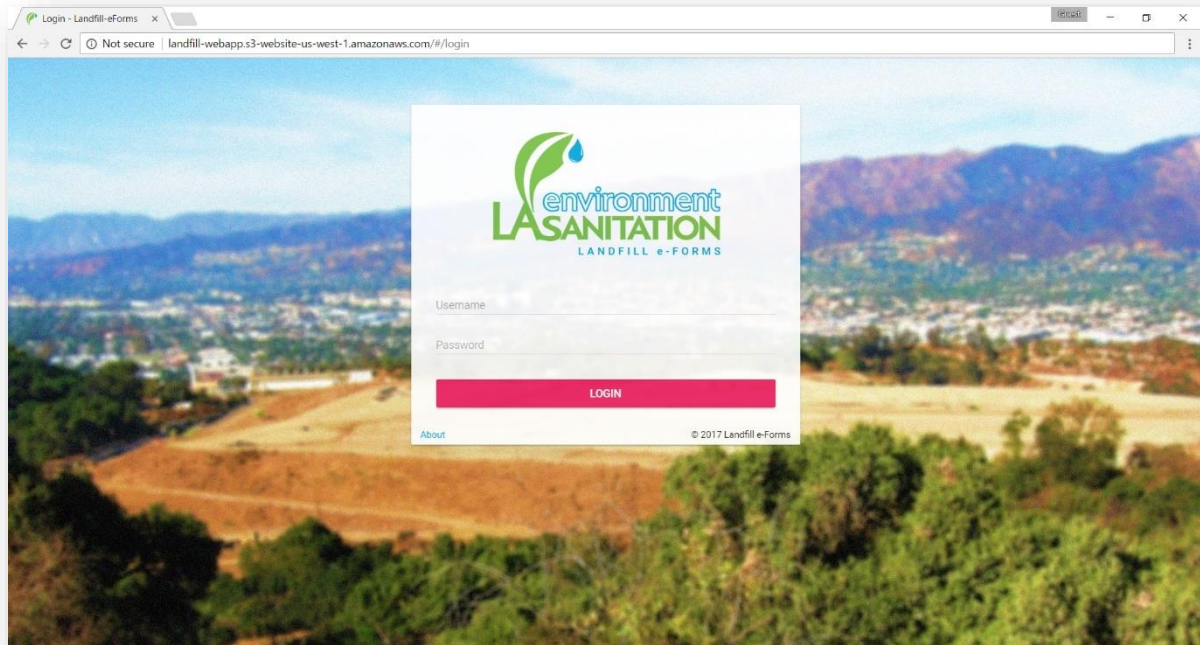 Login - Landfill-eForms
Guest
Not secure | landfill-webapp.s3-website-us-west-1.amazonaws.com/#/login
environment
LASANITATION
LANDFILL e-FORMS
Username
Password
LOGIN
About
© 2017 Landfill e-Forms